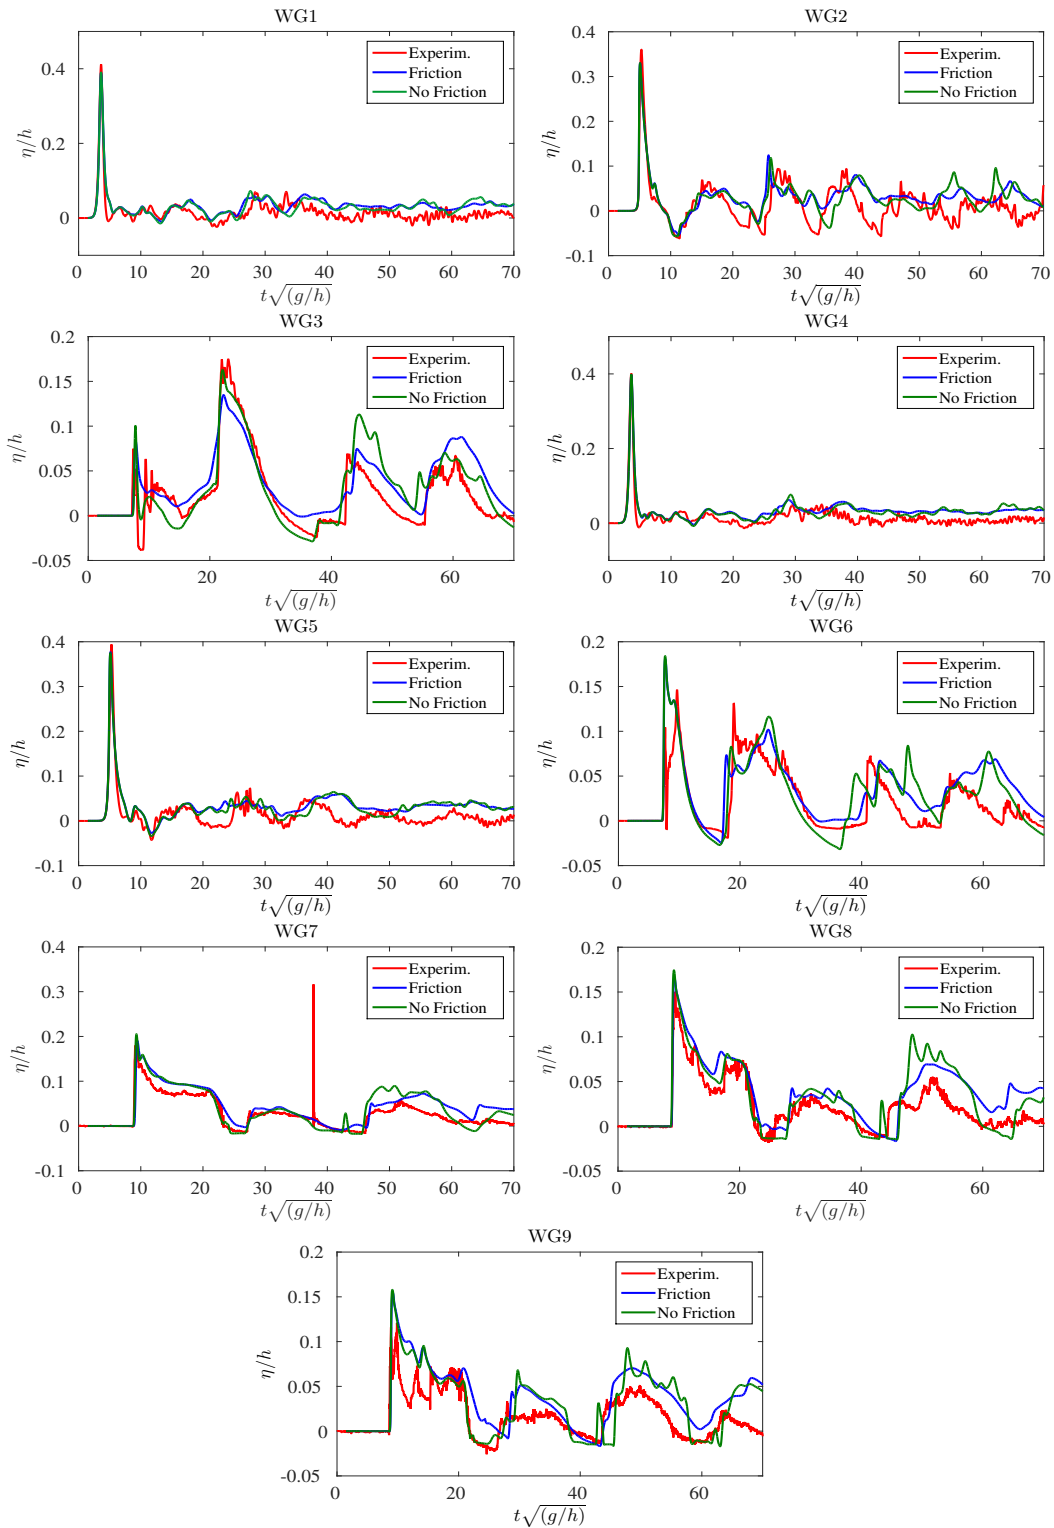 WG1
WG2
0.4
0.2
0
η/h
Experim.
Friction
No Friction
0 10 20 30 40 50 60 70
t√(g/h)
0.4
0.3
0.2
0.1
0
-0.1
η/h
Experim.
Friction
No Friction
0 10 20 30 40 50 60 70
t√(g/h)
WG3
WG4
0.2
0.15
0.1
0.05
0
-0.05
η/h
Experim.
Friction
No Friction
0 20 40 60
t√(g/h)
0.4
0.2
0
η/h
Experim.
Friction
No Friction
0 10 20 30 40 50 60 70
t√(g/h)
WG5
WG6
0.4
0.3
0.2
0.1
0
-0.1
η/h
Experim.
Friction
No Friction
0 10 20 30 40 50 60 70
t√(g/h)
0.2
0.15
0.1
0.05
0
-0.05
η/h
Experim.
Friction
No Friction
0 20 40 60
t√(g/h)
WG7
WG8
0.4
0.3
0.2
0.1
0
-0.1
η/h
Experim.
Friction
No Friction
0 10 20 30 40 50 60 70
t√(g/h)
0.2
0.15
0.1
0.05
0
-0.05
η/h
Experim.
Friction
No Friction
0 20 40 60
t√(g/h)
WG9
0.2
0.15
0.1
0.05
0
-0.05
η/h
Experim.
Friction
No Friction
0 20 40 60
t√(g/h)